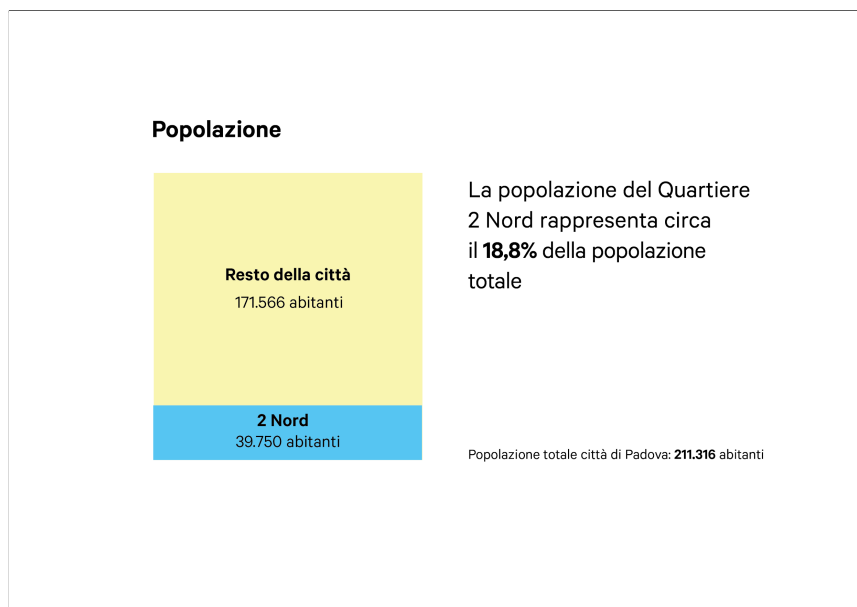 Popolazione
Resto della città
171.566 abitanti
2 Nord
39.750 abitanti
La popolazione del Quartiere
2 Nord rappresenta circa
il 18,8% della popolazione
totale
Popolazione totale città di Padova: 211.316 abitanti